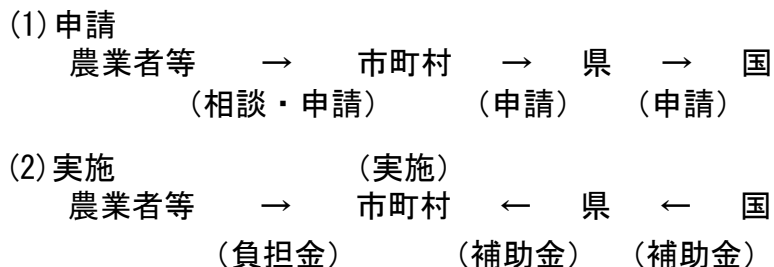 (1)申請
農業者等 → 市町村 → 県 → 国
(相談・申請) (申請) (申請)
(2)実施 (実施)
農業者等 → 市町村 ← 県 ← 国
(負担金) (補助金) (補助金)